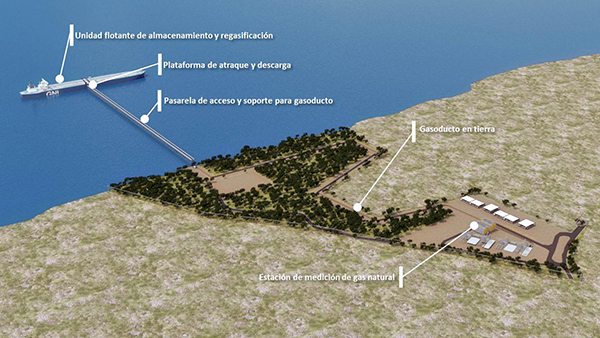 Unidad flotante de almacenamiento y regasificación
Plataforma de atraque y descarga
Pasarela de acceso y soporte para gasoducto
Gasoducto en tierra
Estación de medición de gas natural